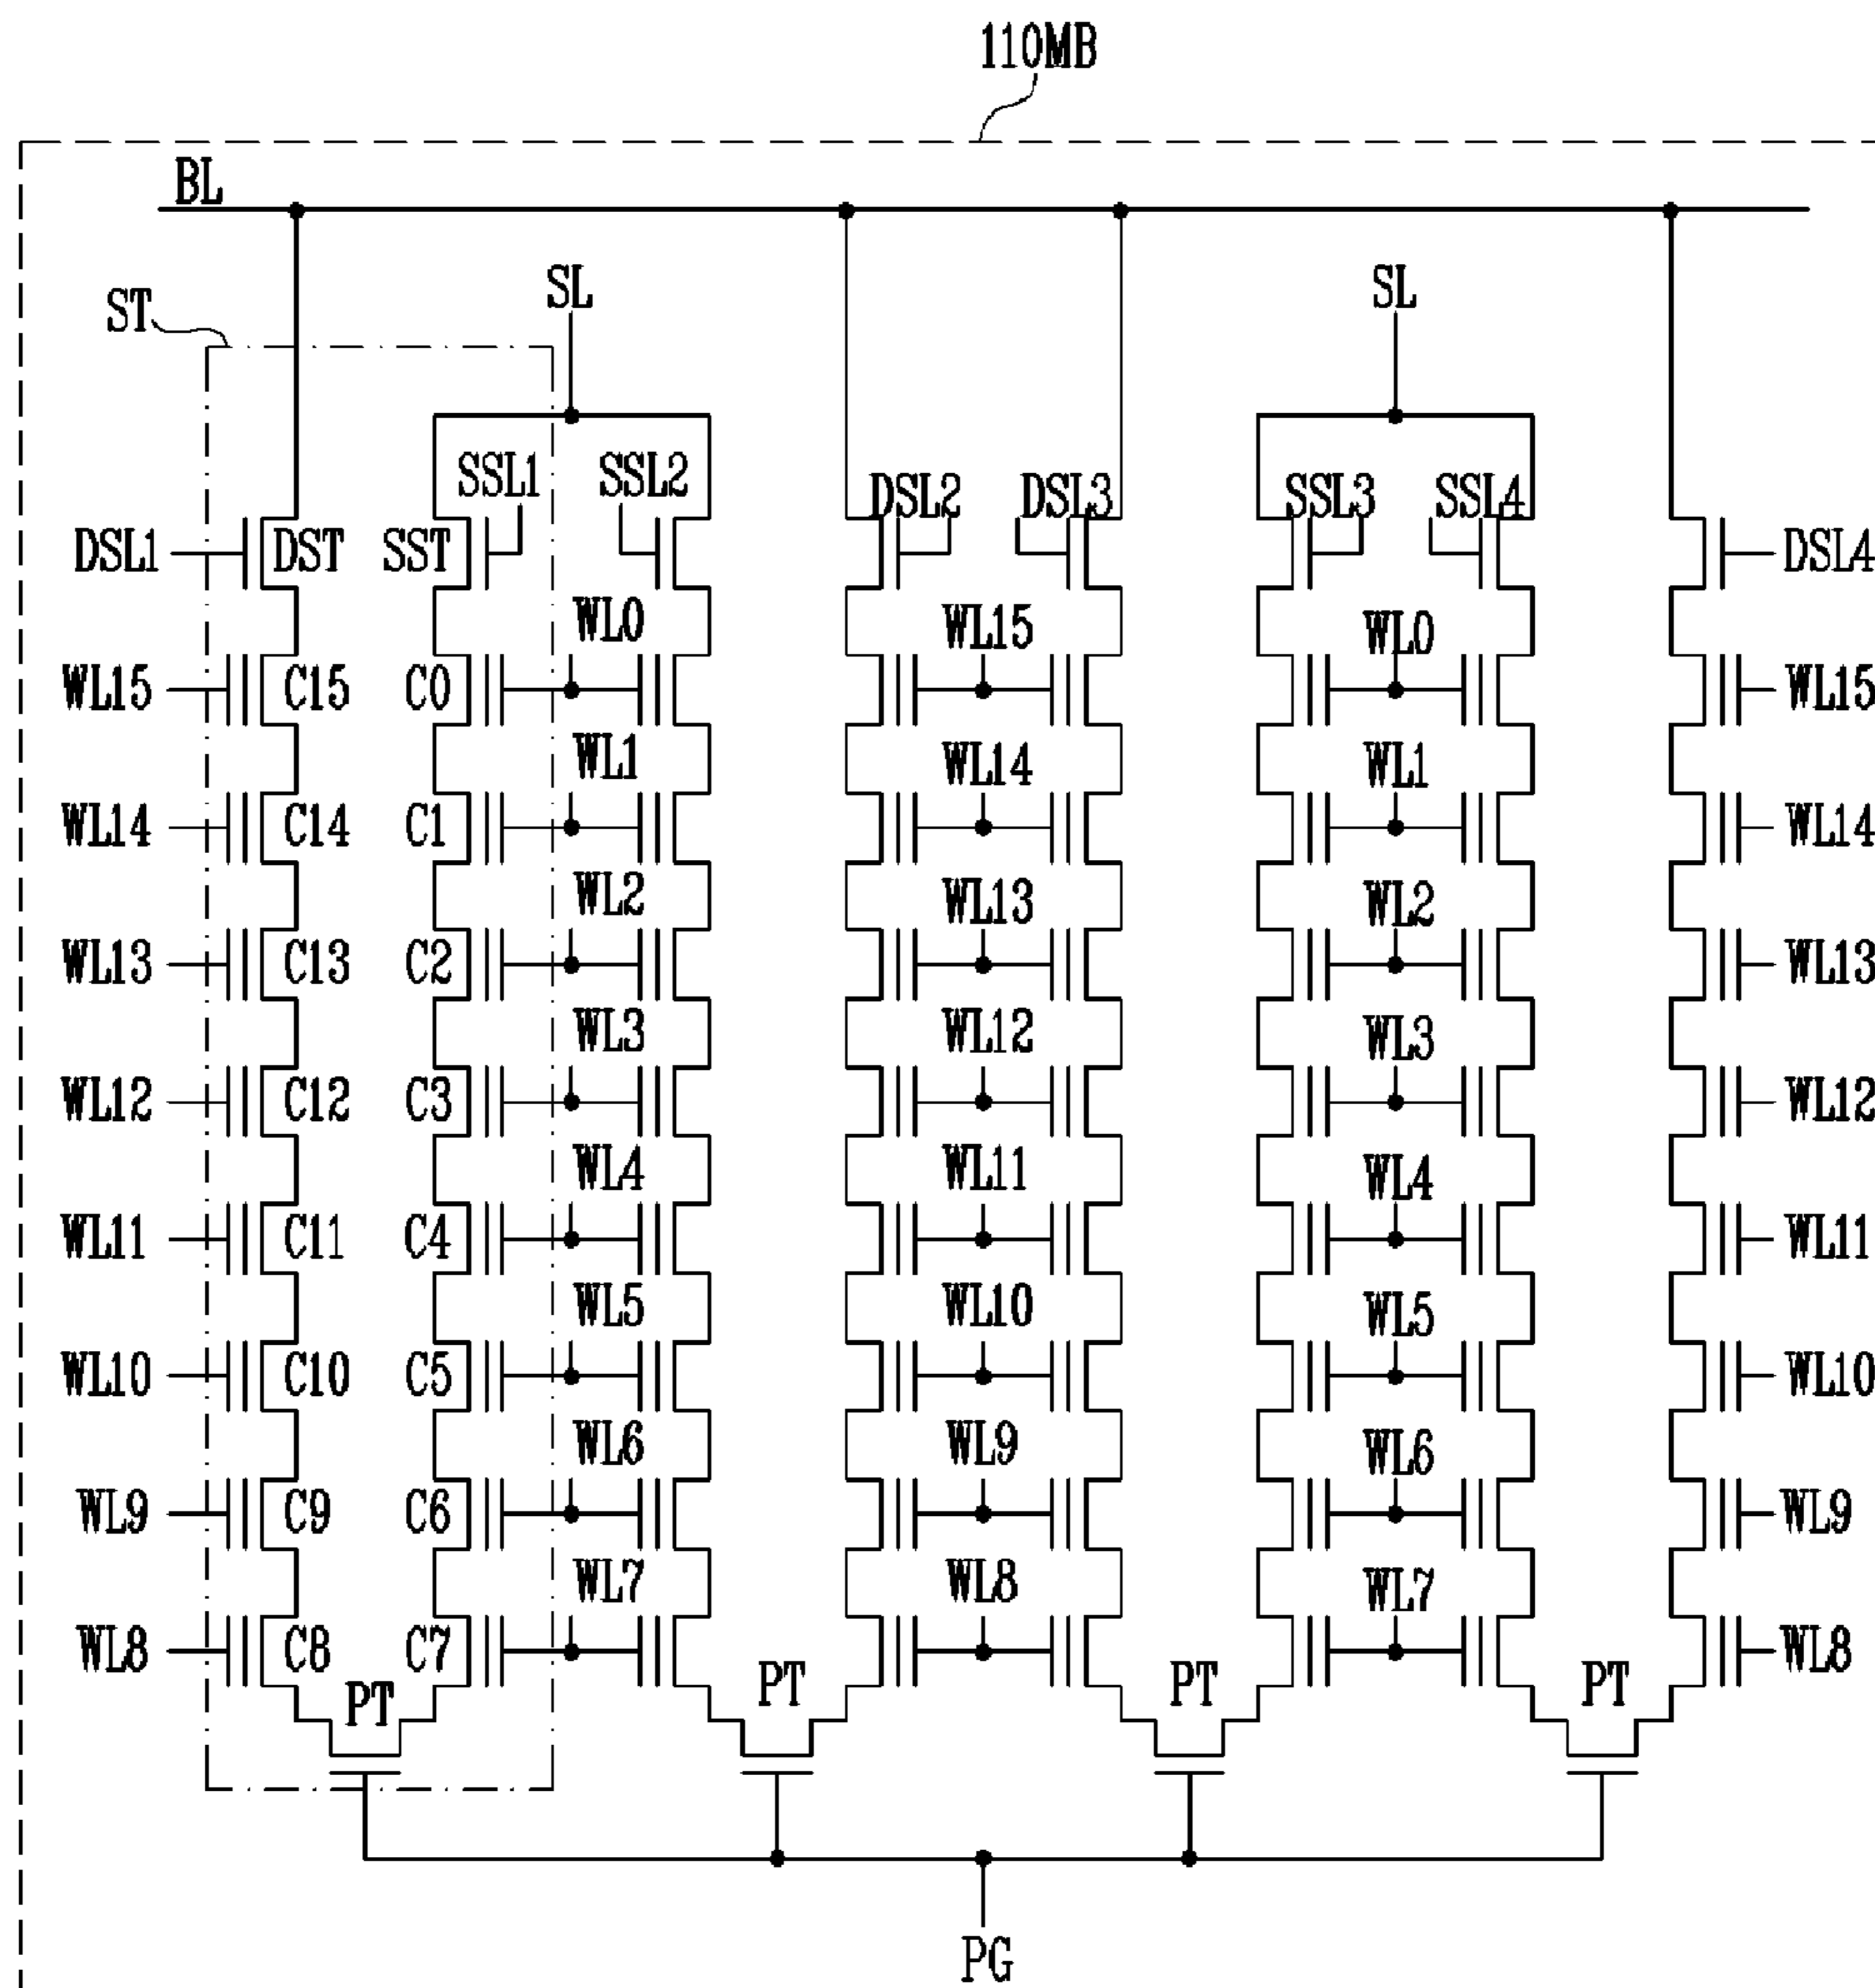 110MB
BL
ST SL SL
SSL1 SSL2 DSL2 DSL3 SSL3 SSL4
DSL1 DST SST DSL4
WL0 WL15 WL0
WL15 C15 C0 WL15
WL1 WL14 WL1
WL14 C14 C1 WL14
WL2 WL13 WL2
WL13 C13 C2 WL13
WL3 WL12 WL3
WL12 C12 C3 WL12
WL4 WL11 WL4
WL11 C11 C4 WL11
WL5 WL10 WL5
WL10 C10 C5 WL10
WL6 WL9 WL6
WL9 C9 C6 WL9
WL7 WL8 WL7
WL8 C8 C7 WL8
PT PT PT PT
PG